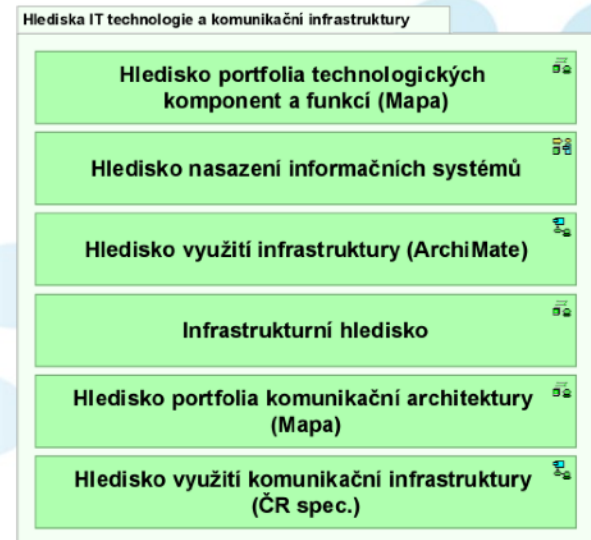 Hlediska IT technologie a komunikační infrastruktury
Hledisko portfolia technologických
komponent a funkcí (Mapa)
Hledisko nasazení informačních systémů
Hledisko využití infrastruktury (ArchiMate)
Infrastrukturní hledisko
Hledisko portfolia komunikační architektury
(Mapa)
Hledisko využití komunikační infrastruktury
(ČR spec.)